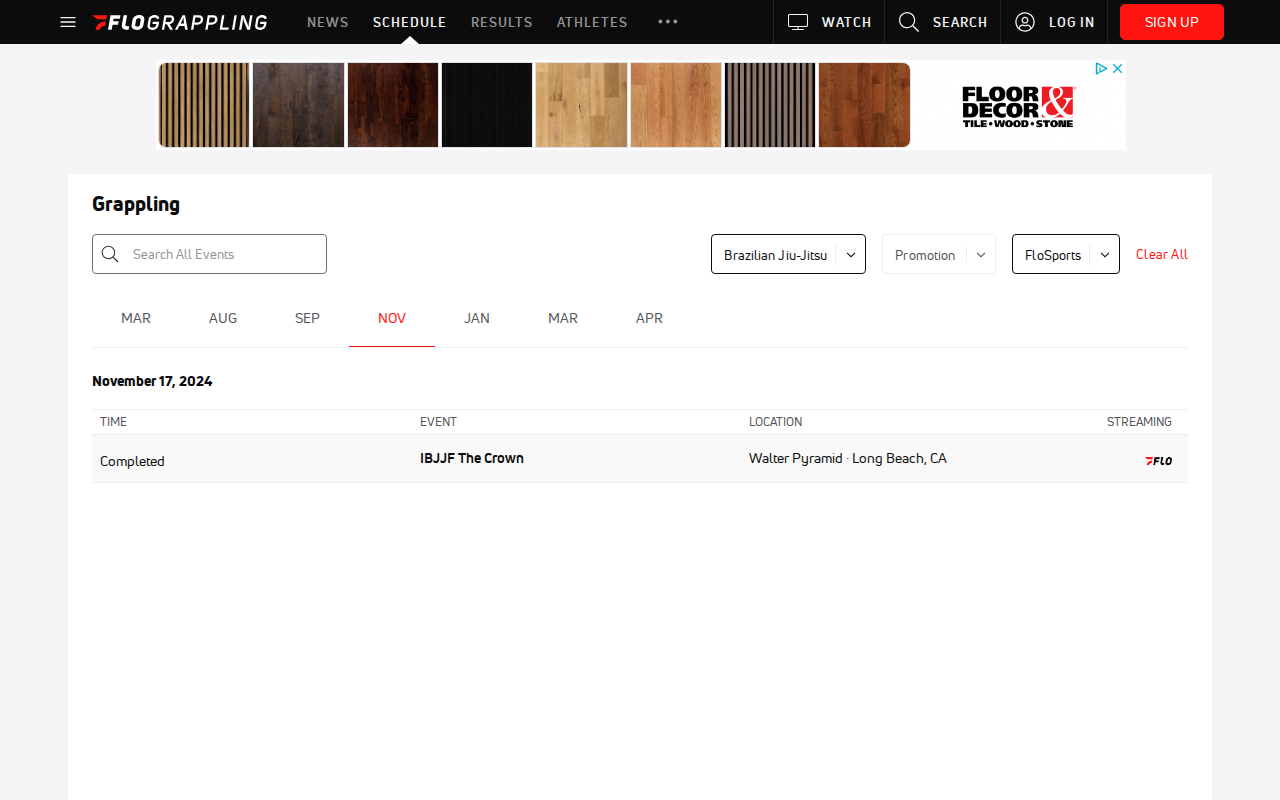 FLOGRAPPLING NEWS SCHEDULE RESULTS ATHLETES WATCH SEARCH LOG IN SIGN UP
FLOOR & DECOR
TILE • WOOD • STONE
Grappling
Search All Events Brazilian Jiu-Jitsu Promotion FloSports Clear All
MAR AUG SEP NOV JAN MAR APR
November 17, 2024
TIME EVENT LOCATION STREAMING
Completed IBJJF The Crown Walter Pyramid · Long Beach, CA FLO